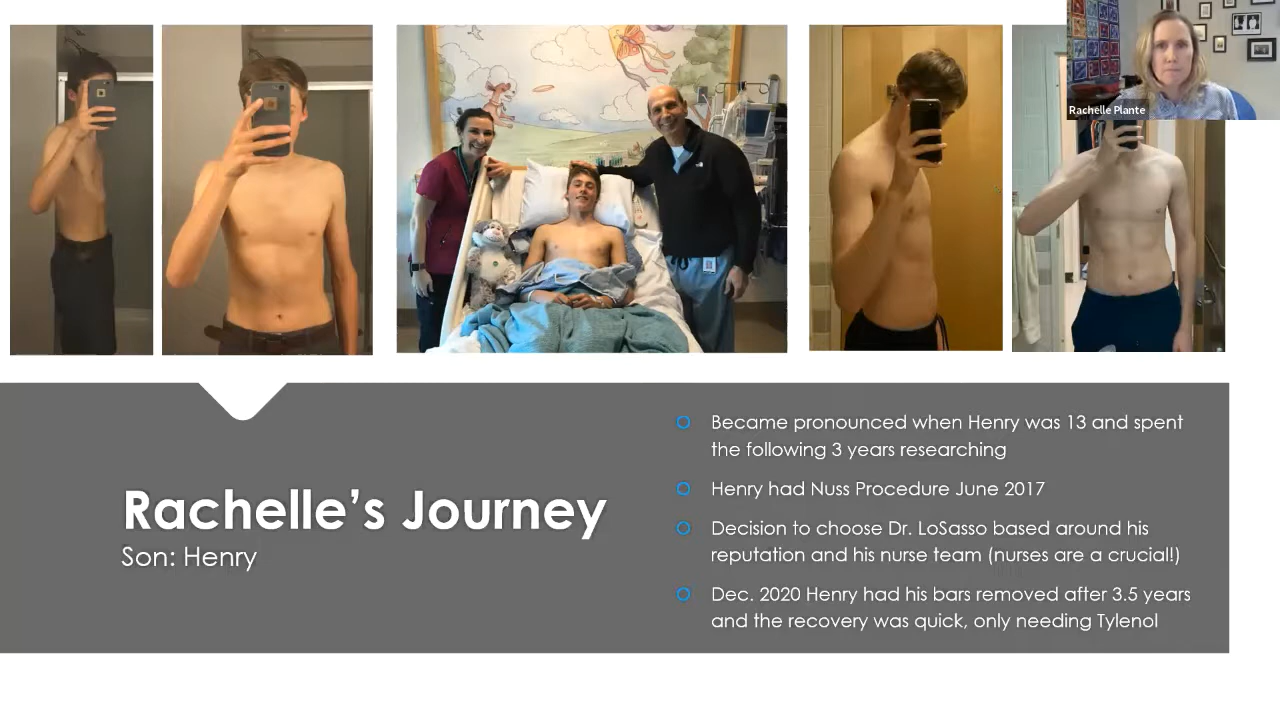 Rachelle Plante
Rachelle's Journey
Son: Henry
Became pronounced when Henry was 13 and spent
the following 3 years researching
Henry had Nuss Procedure June 2017
Decision to choose Dr. LoSasso based around his
reputation and his nurse team (nurses are a crucial!)
Dec. 2020 Henry had his bars removed after 3.5 years
and the recovery was quick, only needing Tylenol